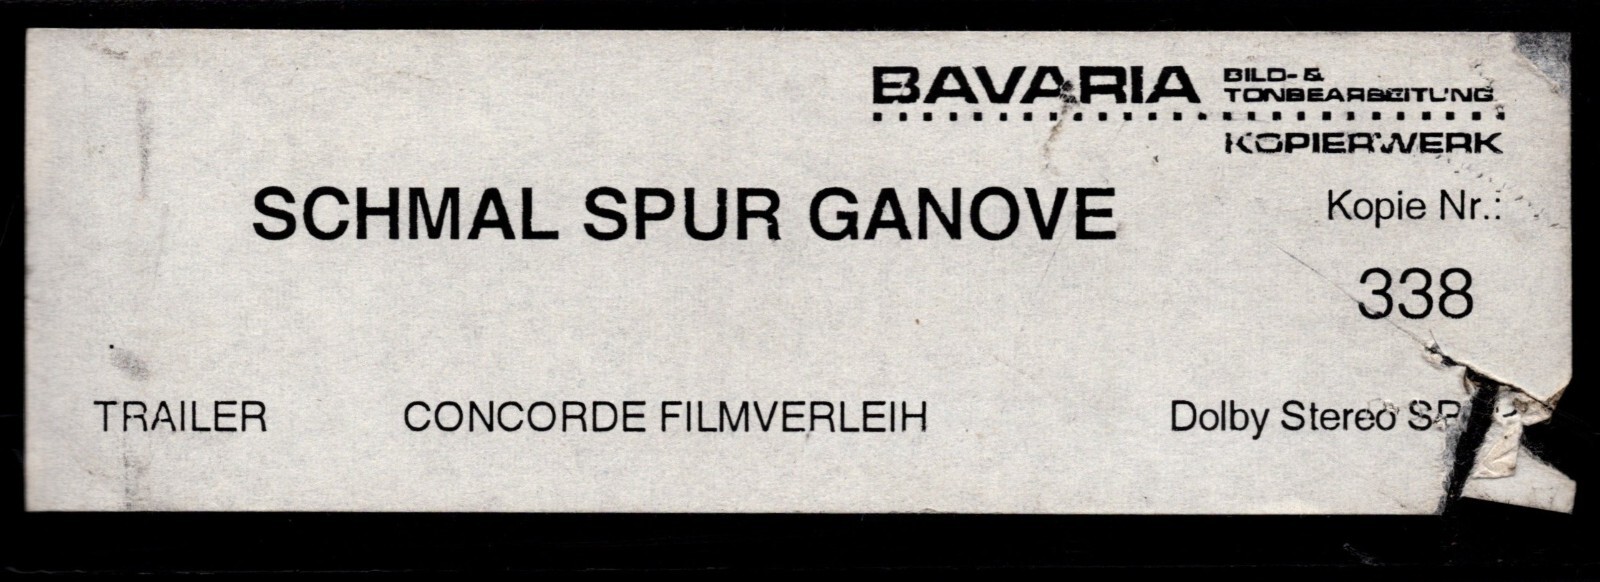 BAVARIA BILD- &
TONBEARBEITUNG
KOPIERWERK
SCHMAL SPUR GANOVE
Kopie Nr.:
338
TRAILER CONCORDE FILMVERLEIH Dolby Stereo